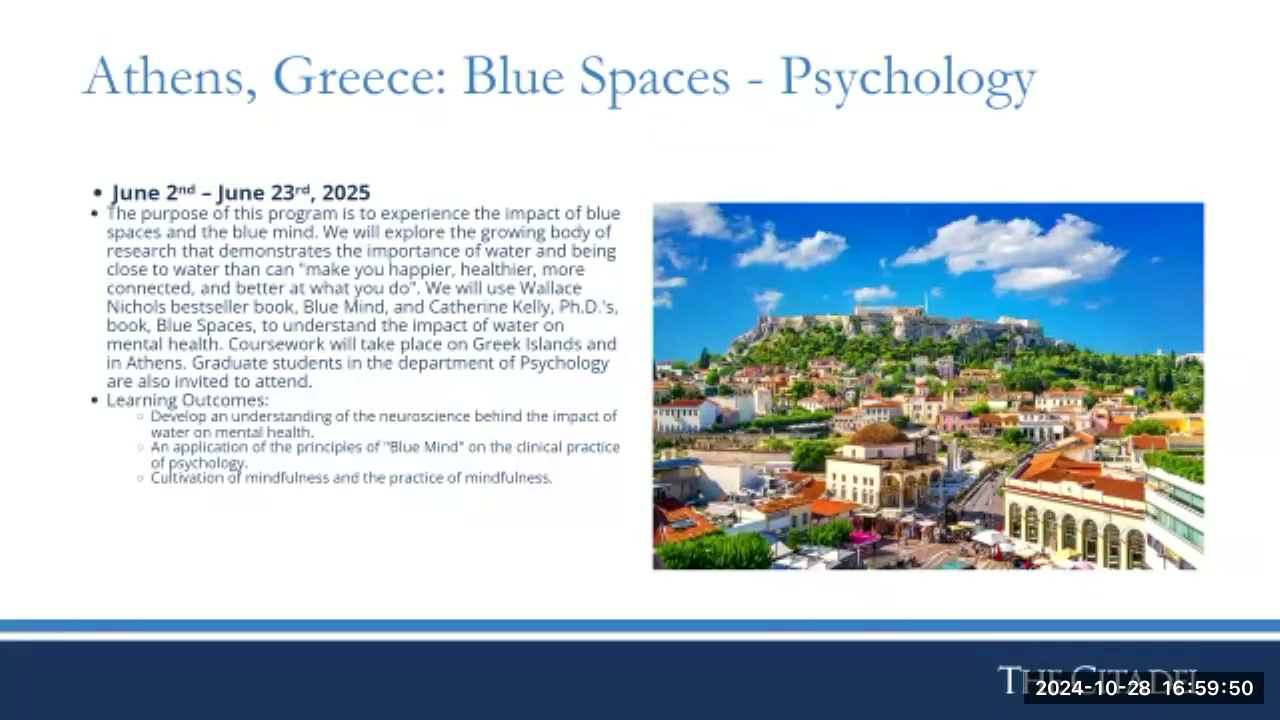 Athens, Greece: Blue Spaces - Psychology
• June 2nd – June 23rd, 2025
• The purpose of this program is to experience the impact of blue
spaces and the blue mind. We will explore the growing body of
research that demonstrates the importance of water and being
close to water than can "make you happier, healthier, more
connected, and better at what you do". We will use Wallace
Nichols bestseller book, Blue Mind, and Catherine Kelly, Ph.D.'s,
book, Blue Spaces, to understand the impact of water on
mental health. Coursework will take place on Greek Islands and
in Athens. Graduate students in the department of Psychology
are also invited to attend.
• Learning Outcomes:
○ Develop an understanding of the neuroscience behind the impact of
water on mental health.
○ An application of the principles of "Blue Mind" on the clinical practice
of psychology.
○ Cultivation of mindfulness and the practice of mindfulness.
THE CITADEL
2024-10-28 16:59:50